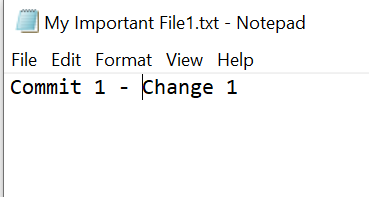 My Important File1.txt - Notepad
File Edit Format View Help
Commit 1 - Change 1